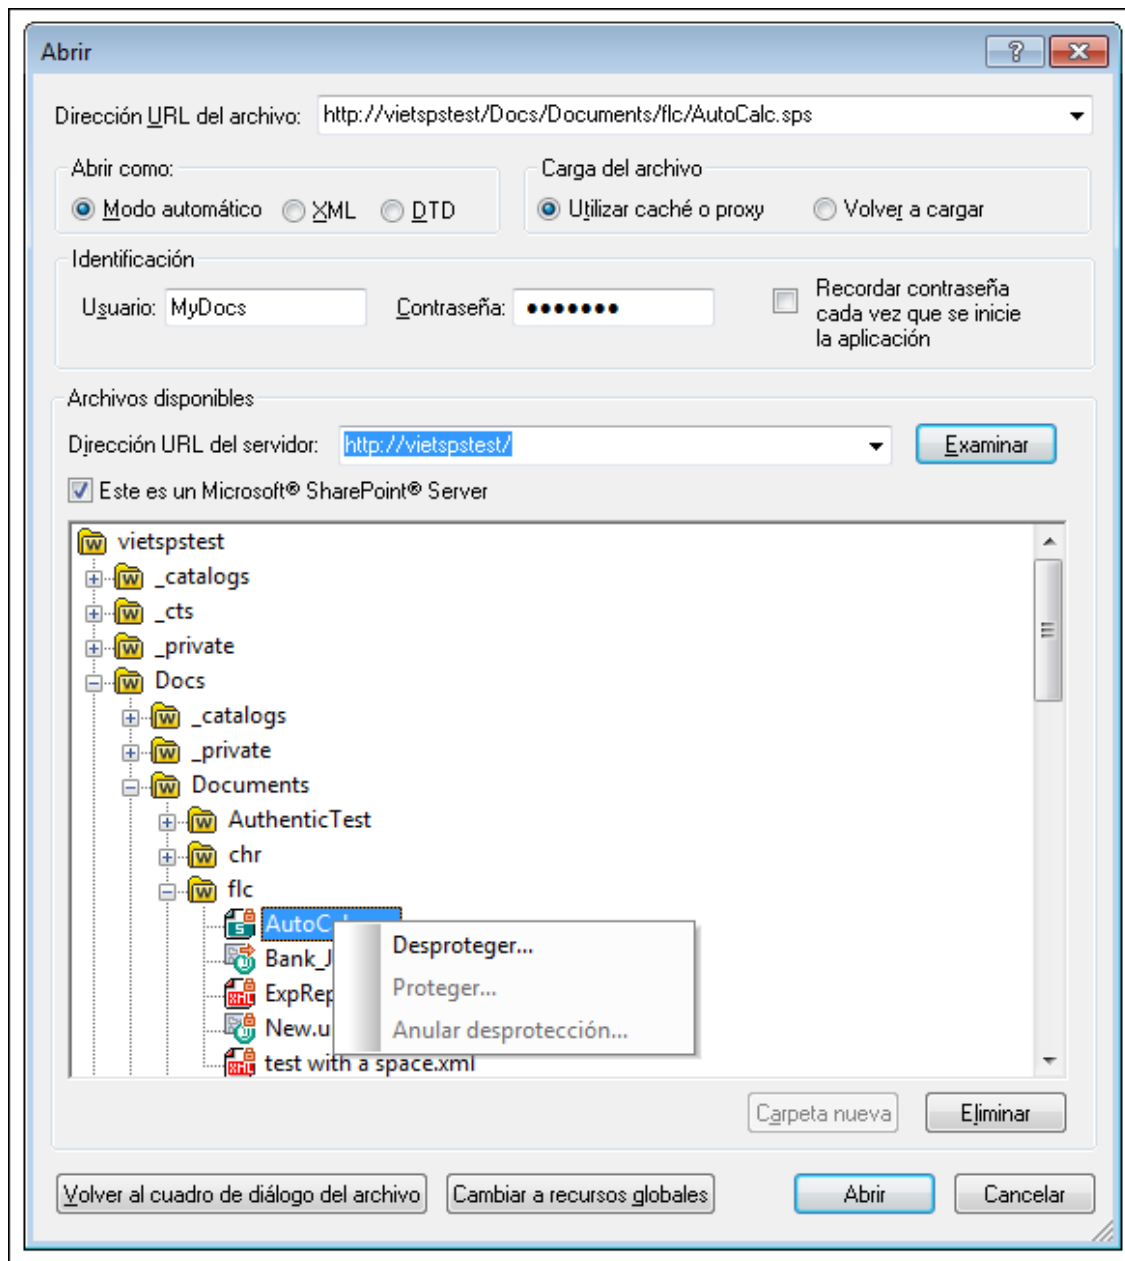 Abrir
Dirección URL del archivo: http://vietspstest/Docs/Documents/flc/AutoCalc.sps
Abrir como:
Modo automático XML DTD
Carga del archivo
Utilizar caché o proxy Volver a cargar
Identificación
Usuario: MyDocs Contraseña: •••••••
Recordar contraseña
cada vez que se inicie
la aplicación
Archivos disponibles
Dirección URL del servidor: http://vietspstest/ Examinar
Este es un Microsoft® SharePoint® Server
vietspstest
_catalogs
_cts
_private
Docs
_catalogs
_private
Documents
AuthenticTest
chr
flc
Desproteger...
Bank_J
Proteger...
ExpRep
Anular desprotección...
New.u
test with a space.xml
Carpeta nueva Eliminar
Volver al cuadro de diálogo del archivo Cambiar a recursos globales Abrir Cancelar